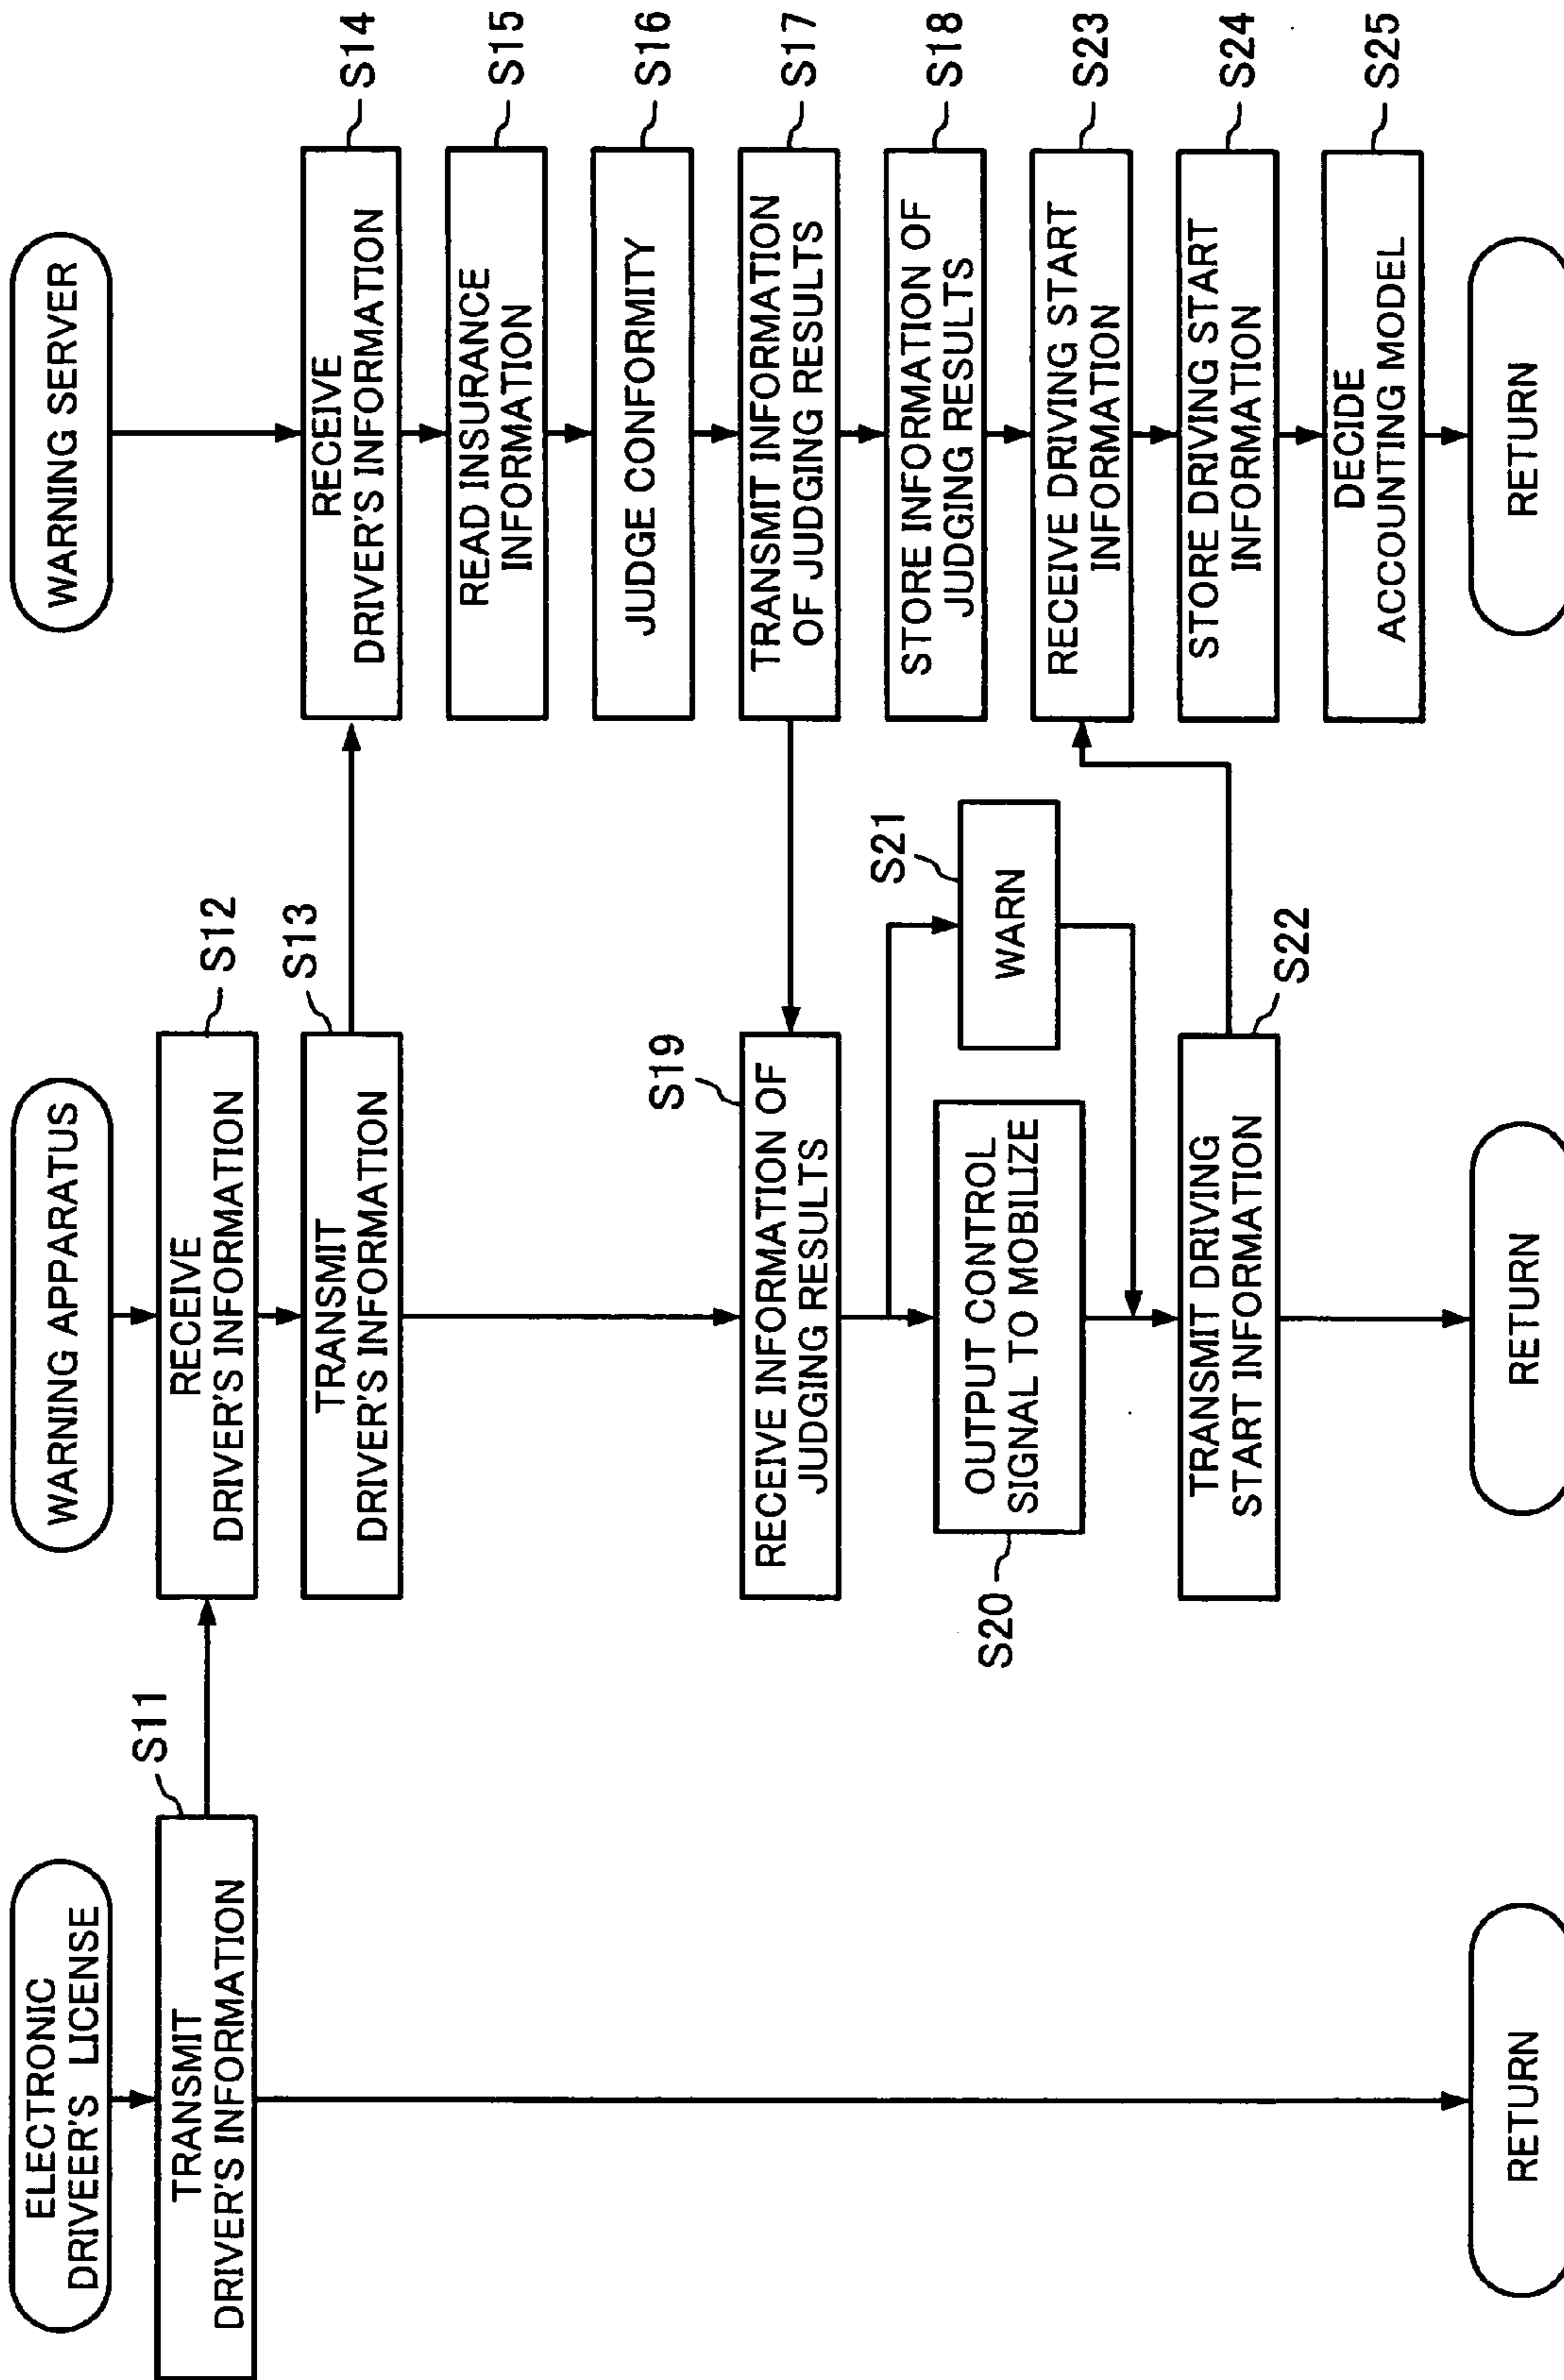 ELECTRONIC
DRIVEER'S LICENSE
S11
TRANSMIT
DRIVER'S INFORMATION
RETURN
WARNING APPARATUS
S12
RECEIVE
DRIVER'S INFORMATION
S13
TRANSMIT
DRIVER'S INFORMATION
S19
RECEIVE INFORMATION OF
JUDGING RESULTS
S20
OUTPUT CONTROL
SIGNAL TO MOBILIZE
S21
WARN
TRANSMIT DRIVING
START INFORMATION
S22
RETURN
WARNING SERVER
RECEIVE
DRIVER'S INFORMATION
S14
READ INSURANCE
INFORMATION
S15
JUDGE CONFORMITY
S16
TRANSMIT INFORMATION
OF JUDGING RESULTS
S17
STORE INFORMATION OF
JUDGING RESULTS
S18
RECEIVE DRIVING START
INFORMATION
S23
STORE DRIVING START
INFORMATION
S24
DECIDE
ACCOUNTING MODEL
S25
RETURN